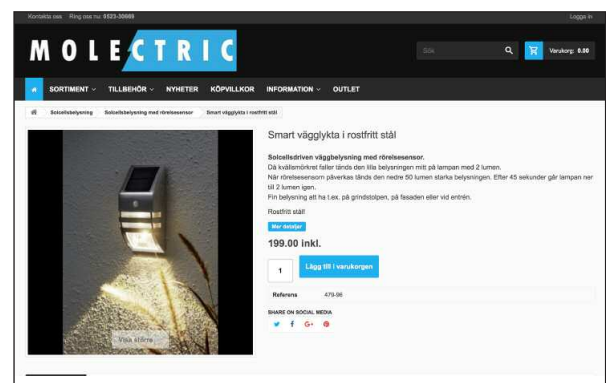 Kontakta oss Ring oss nu: 0523-30689
Logga in
MOLECTRIC
Sök
Varukorg: 0.00
SORTIMENT TILLBEHÖR NYHETER KÖPVILLKOR INFORMATION OUTLET
Solcellsbelysning Solcellsbelysning med rörelsesensor Smart vägglykta i rostfritt stål
Smart vägglykta i rostfritt stål
Solcellsdriven väggbelysning med rörelsesensor.
Då kvällsmörkret faller tänds den lilla belysningen mitt på lampan med 2 lumen.
När rörelsesensorn påverkas tänds den nedre 50 lumen starka belysningen. Efter 45 sekunder går lampan ner
till 2 lumen igen.
Fin belysning att ha t.ex. på grindstolpen, på fasaden eller vid entrén.
Rostfritt stål!
Mer detaljer
199.00 inkl.
1
Lägg till i varukorgen
Referens 479-96
SHARE ON SOCIAL MEDIA
Visa större